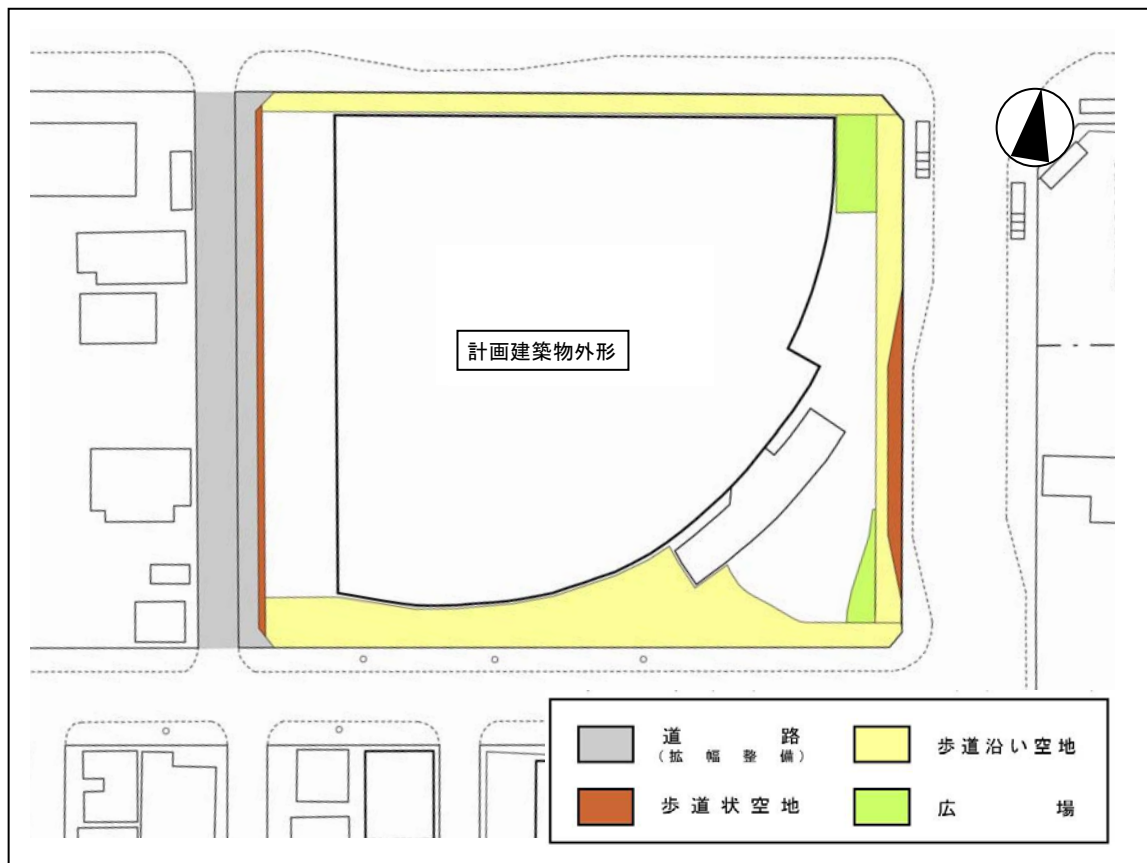 計画建築物外形
道路
(拡幅整備)
歩道沿い空地
歩道状空地
広場